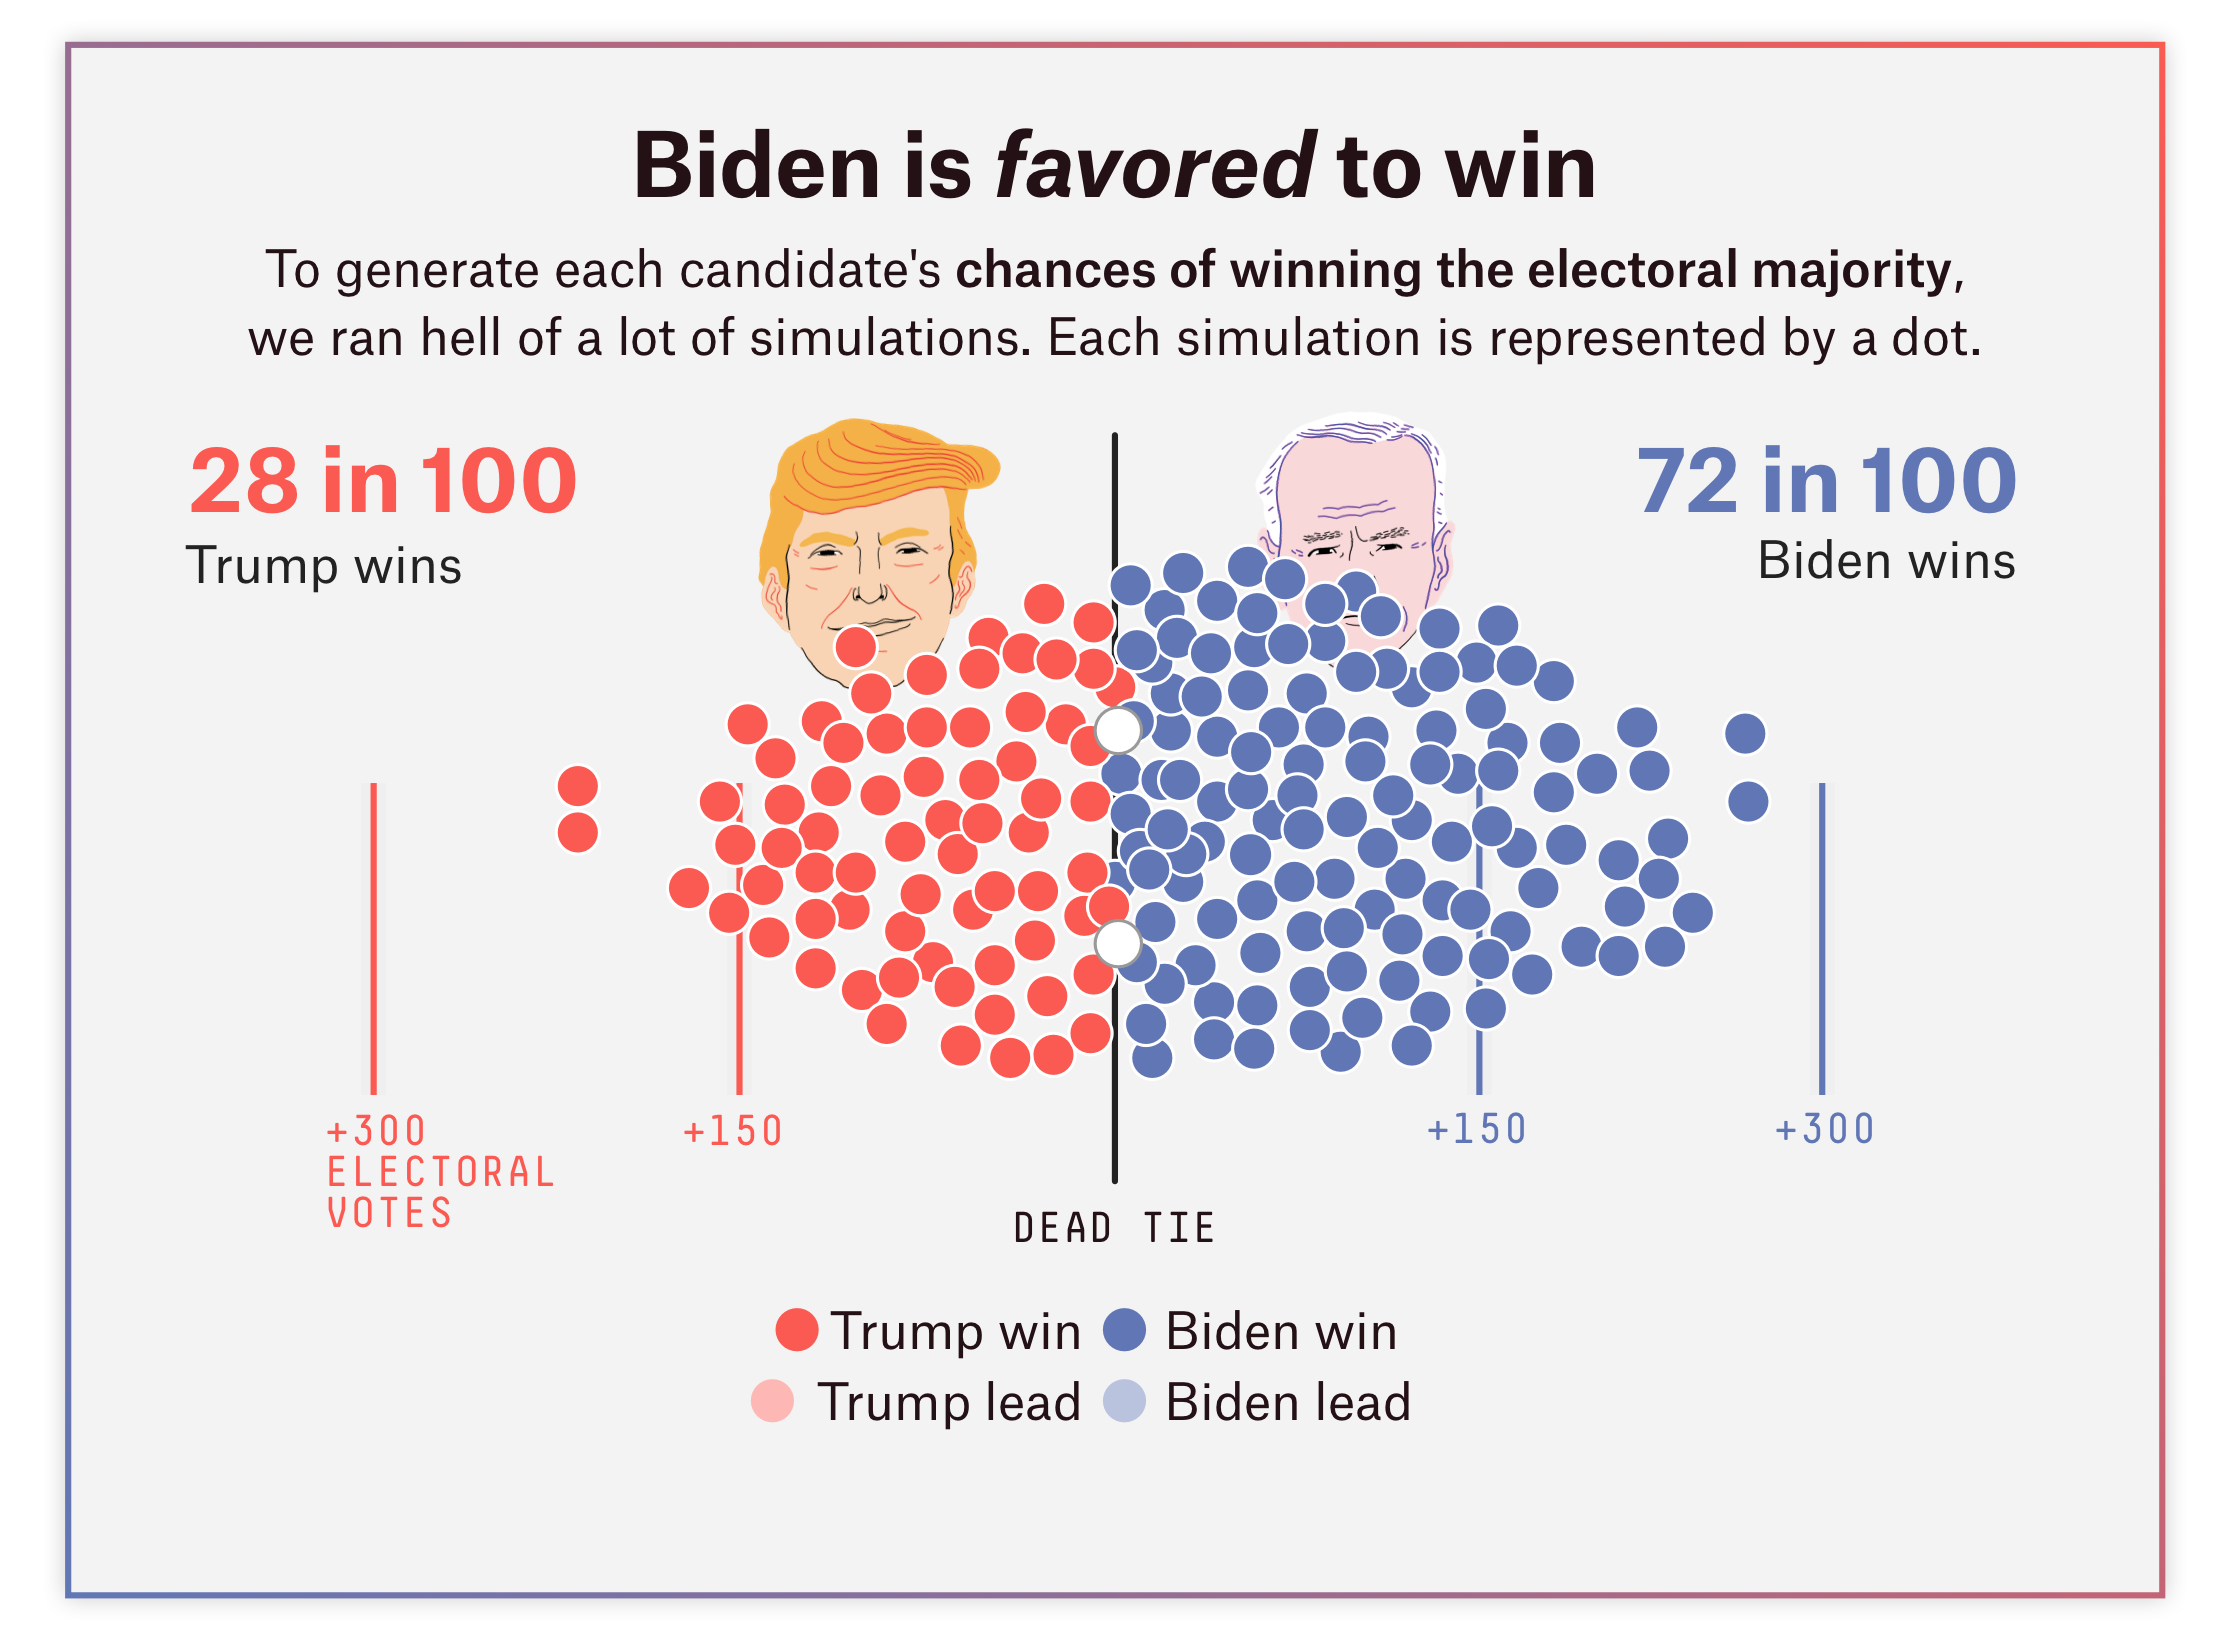 Biden is favored to win
To generate each candidate's chances of winning the electoral majority,
we ran hell of a lot of simulations. Each simulation is represented by a dot.
28 in 100
Trump wins
72 in 100
Biden wins
+300
ELECTORAL
VOTES
+150
+150
+300
DEAD TIE
Trump win
Biden win
Trump lead
Biden lead